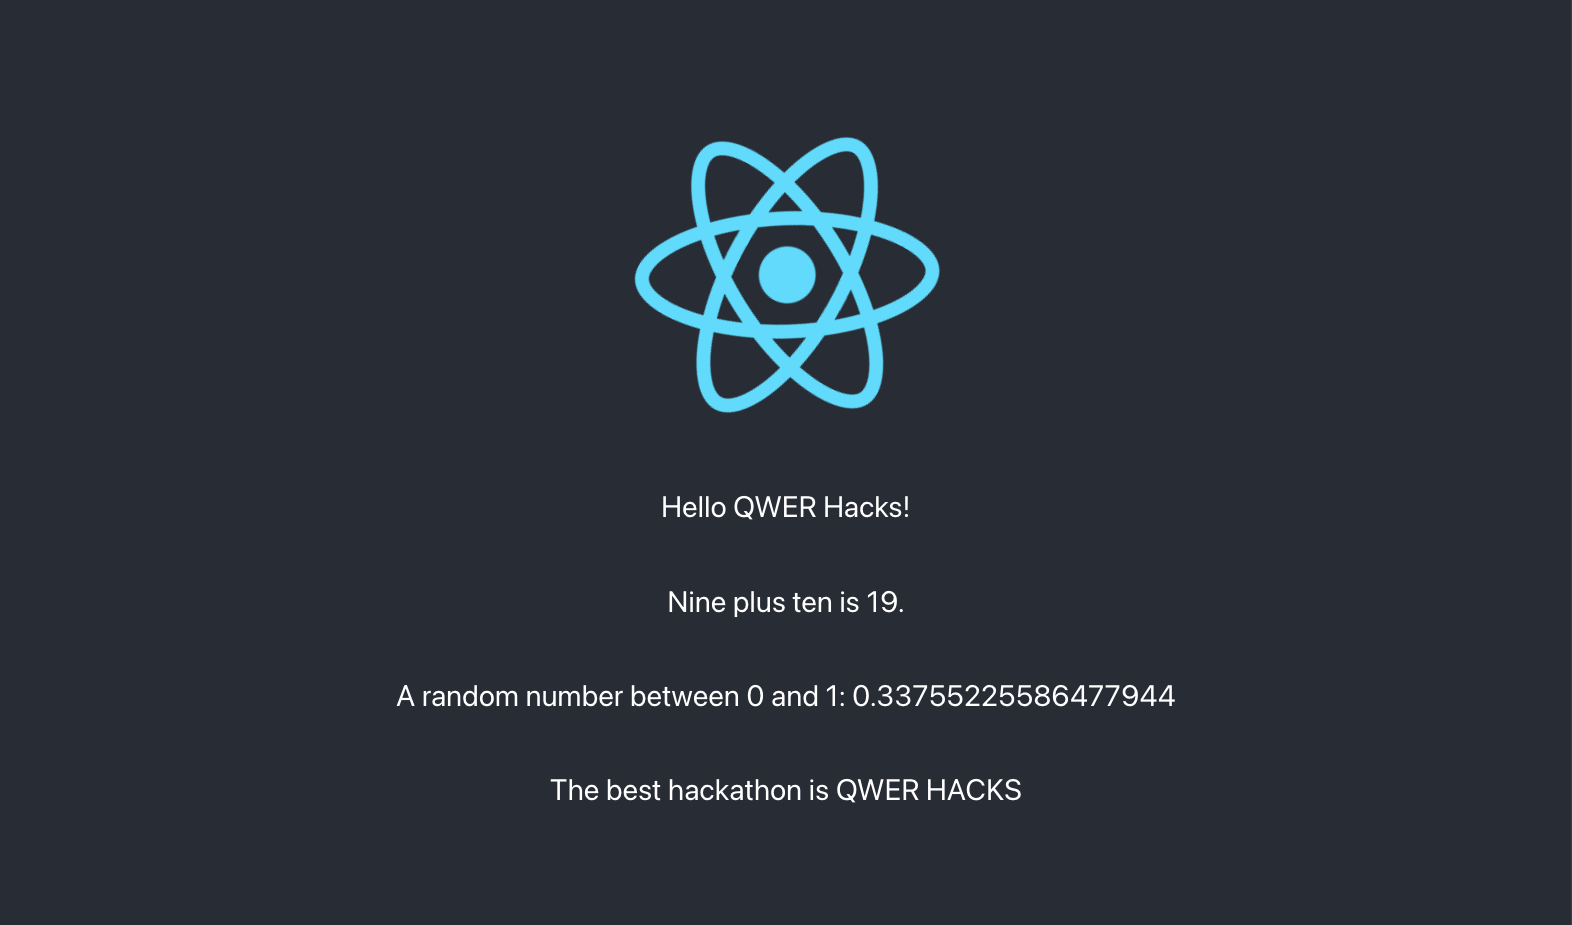 Hello QWER Hacks!
Nine plus ten is 19.
A random number between 0 and 1: 0.33755225586477944
The best hackathon is QWER HACKS